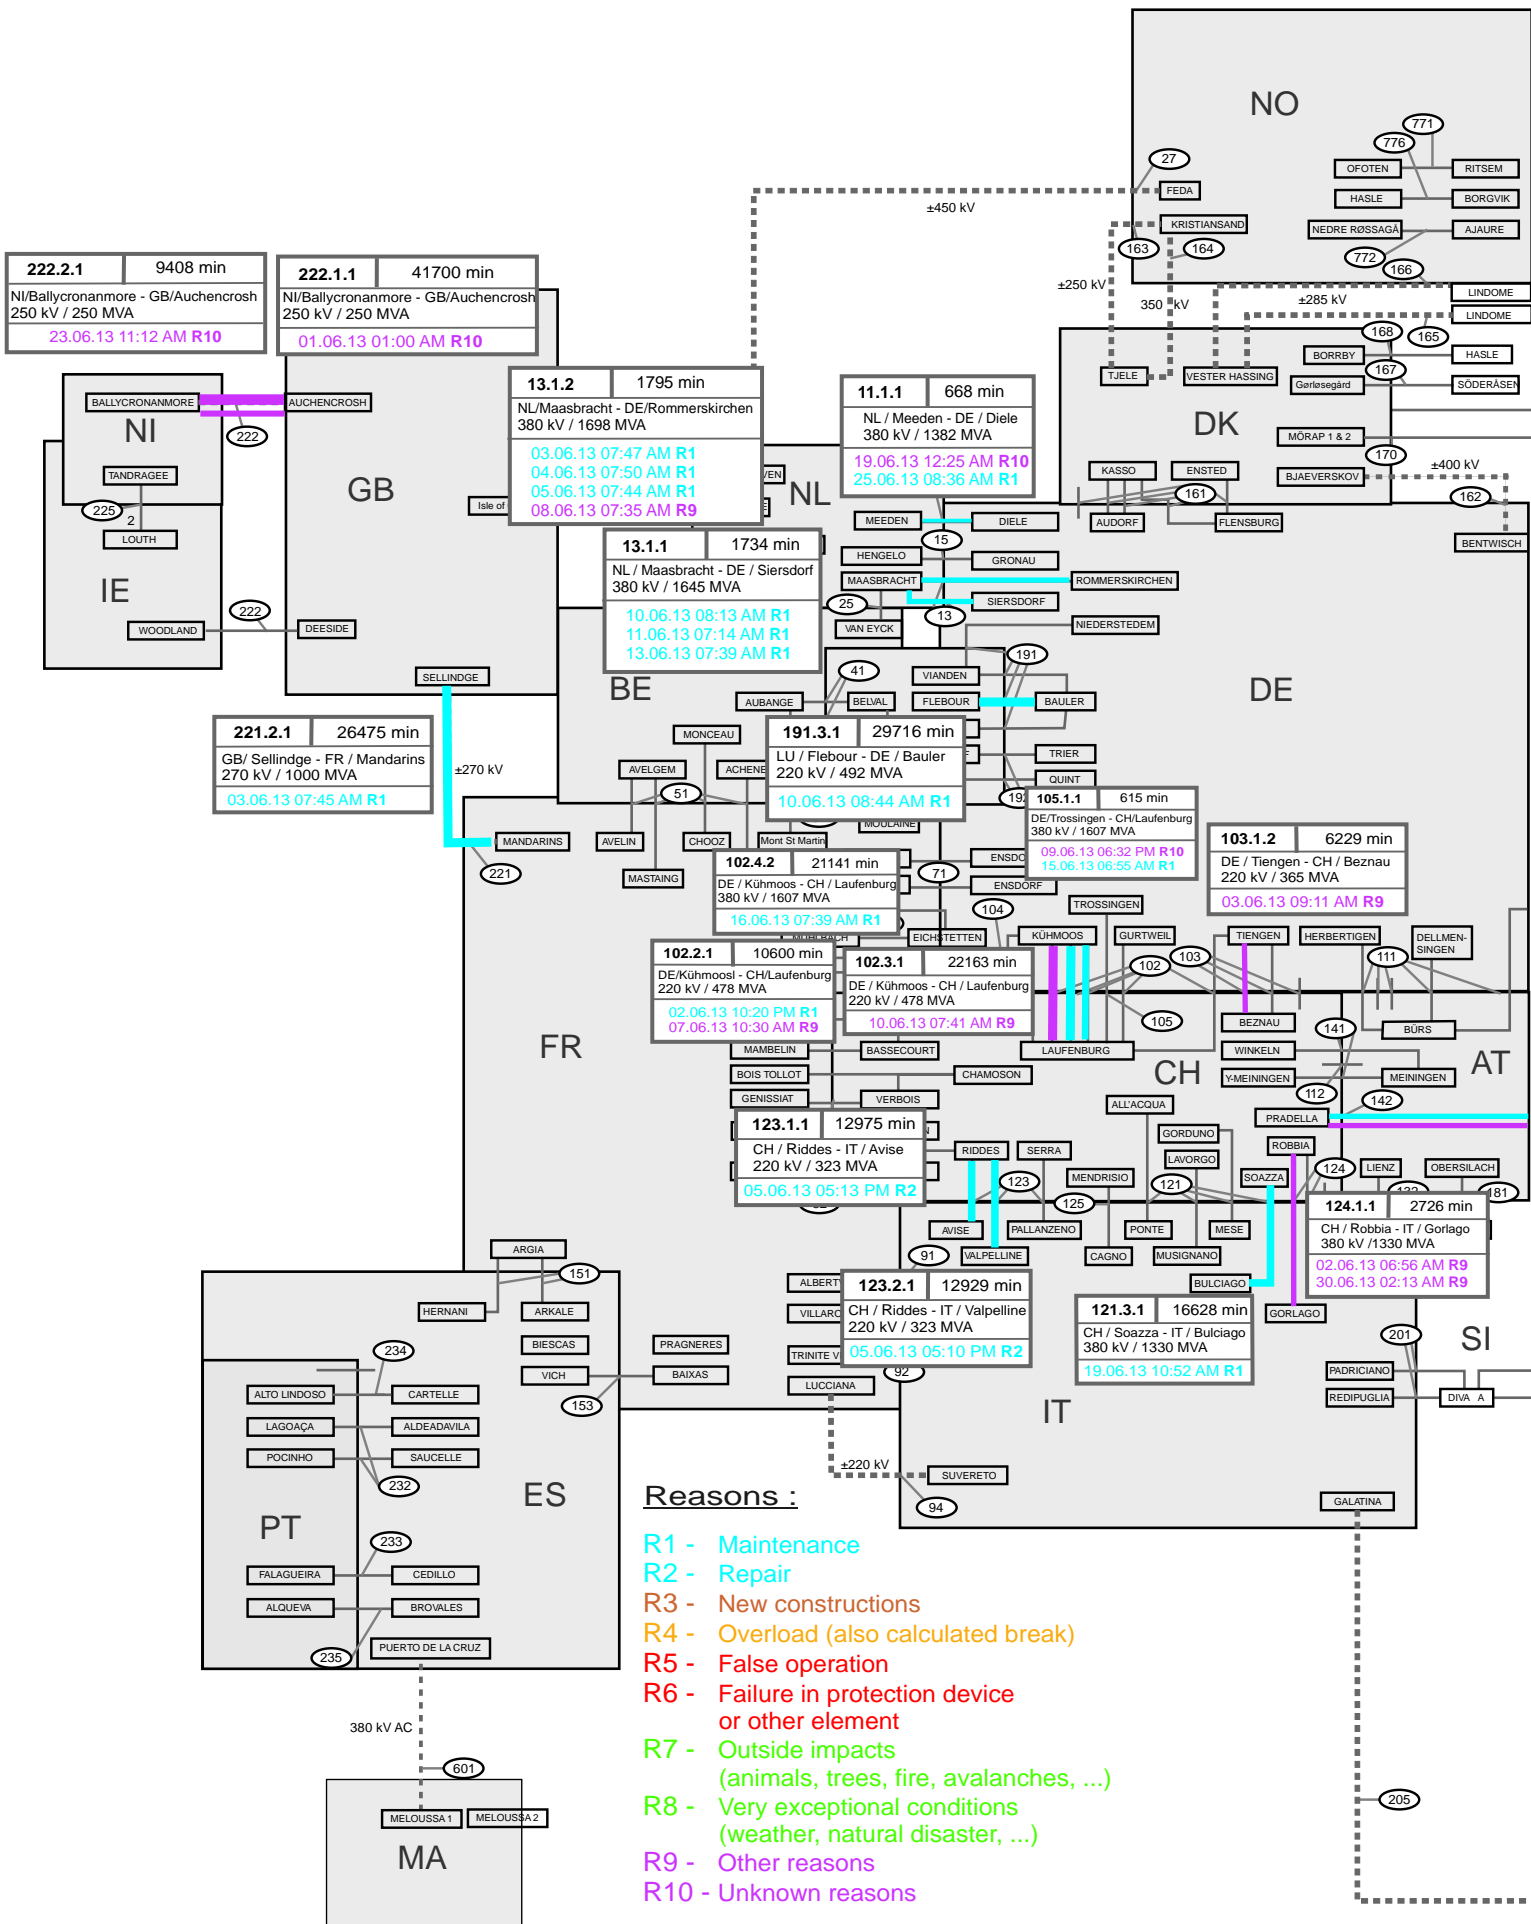 NO
771
776
27
OFOTEN
RITSEM
FEDA
HASLE
BORGVIK
±450 kV
KRISTIANSAND
NEDRE RØSSAGÅ
AJAURE
163
164
772
166
222.2.1 9408 min
NI/Ballycronanmore - GB/Auchencrosh
250 kV / 250 MVA
23.06.13 11:12 AM R10
222.1.1 41700 min
NI/Ballycronanmore - GB/Auchencrosh
250 kV / 250 MVA
01.06.13 01:00 AM R10
±250 kV
350 kV
±285 kV
LINDOME
LINDOME
168
165
BORRBY
HASLE
167
TJELE
VESTER HASSING
Gørløsegård
SÖDERÅSEN
13.1.2 1795 min
NL/Maasbracht - DE/Rommerskirchen
380 kV / 1698 MVA
03.06.13 07:47 AM R1
04.06.13 07:50 AM R1
05.06.13 07:44 AM R1
08.06.13 07:35 AM R9
11.1.1 668 min
NL / Meeden - DE / Diele
380 kV / 1382 MVA
19.06.13 12:25 AM R10
25.06.13 08:36 AM R1
BALLYCRONANMORE
AUCHENCROSH
NI
222
DK
MÖRAP 1 & 2
170
±400 kV
TANDRAGEE
GB
Isle of
VEN
NL
KASSO
ENSTED
BJAEVERSKOV
161
162
225
2
LOUTH
MEEDEN
DIELE
AUDORF
FLENSBURG
BENTWISCH
15
IE
HENGELO
GRONAU
13.1.1 1734 min
NL / Maasbracht - DE / Siersdorf
380 kV / 1645 MVA
10.06.13 08:13 AM R1
11.06.13 07:14 AM R1
13.06.13 07:39 AM R1
MAASBRACHT
ROMMERSKIRCHEN
25
SIERSDORF
13
222
WOODLAND
DEESIDE
VAN EYCK
NIEDERSTEDEM
191
41
SELLINDGE
BE
VIANDEN
DE
AUBANGE
BELVAL
FLEBOUR
BAULER
221.2.1 26475 min
GB/ Sellindge - FR / Mandarins
270 kV / 1000 MVA
03.06.13 07:45 AM R1
±270 kV
MONCEAU
191.3.1 29716 min
LU / Flebour - DE / Bauler
220 kV / 492 MVA
10.06.13 08:44 AM R1
TRIER
AVELGEM
ACHENE
QUINT
51
192
105.1.1 615 min
DE/Trossingen - CH/Laufenburg
380 kV / 1607 MVA
09.06.13 06:32 PM R10
15.06.13 06:55 AM R1
MANDARINS
AVELIN
CHOOZ
Mont St Martin
MOULAINE
103.1.2 6229 min
DE / Tiengen - CH / Beznau
220 kV / 365 MVA
03.06.13 09:11 AM R9
221
MASTAING
102.4.2 21141 min
DE / Kühmoos - CH / Laufenburg
380 kV / 1607 MVA
16.06.13 07:39 AM R1
71
ENSDO
ENSDORF
104
TROSSINGEN
MUHLBACH
EICHSTETTEN
KÜHMOOS
GURTWEIL
TIENGEN
HERBERTIGEN
DELLMEN-
SINGEN
102.2.1 10600 min
DE/Kühmoosl - CH/Laufenburg
220 kV / 478 MVA
02.06.13 10:20 PM R1
07.06.13 10:30 AM R9
102.3.1 22163 min
DE / Kühmoos - CH / Laufenburg
220 kV / 478 MVA
10.06.13 07:41 AM R9
102
103
111
105
BEZNAU
141
BÜRS
FR
MAMBELIN
BASSECOURT
LAUFENBURG
WINKELN
AT
BOIS TOLLOT
CHAMOSON
CH
Y-MEININGEN
MEININGEN
GENISSIAT
VERBOIS
ALL'ACQUA
112
142
123.1.1 12975 min
CH / Riddes - IT / Avise
220 kV / 323 MVA
05.06.13 05:13 PM R2
PRADELLA
GORDUNO
ROBBIA
RIDDES
SERRA
LAVORGO
124
LIENZ
OBERSILACH
MENDRISIO
SOAZZA
123
121
181
125
124.1.1 2726 min
CH / Robbia - IT / Gorlago
380 kV /1330 MVA
02.06.13 06:56 AM R9
30.06.13 02:13 AM R9
AVISE
PALLANZENO
PONTE
MESE
VALPELLINE
CAGNO
MUSIGNANO
ARGIA
91
151
ALBERTV
BULCIAGO
123.2.1 12929 min
CH / Riddes - IT / Valpelline
220 kV / 323 MVA
05.06.13 05:10 PM R2
121.3.1 16628 min
CH / Soazza - IT / Bulciago
380 kV / 1330 MVA
19.06.13 10:52 AM R1
HERNANI
ARKALE
VILLARO
GORLAGO
201
SI
BIESCAS
PRAGNERES
TRINITE V
234
VICH
BAIXAS
92
PADRICIANO
ALTO LINDOSO
CARTELLE
LUCCIANA
REDIPUGLIA
DIVA A
153
IT
LAGOAÇA
ALDEADAVILA
POCINHO
SAUCELLE
±220 kV
SUVERETO
232
ES
94
GALATINA
PT
233
FALAGUEIRA
CEDILLO
ALQUEVA
BROVALES
235
PUERTO DE LA CRUZ
380 kV AC
601
205
MELOUSSA 1
MELOUSSA 2
MA
Reasons :
R1 - Maintenance
R2 - Repair
R3 - New constructions
R4 - Overload (also calculated break)
R5 - False operation
R6 - Failure in protection device
or other element
R7 - Outside impacts
(animals, trees, fire, avalanches, ...)
R8 - Very exceptional conditions
(weather, natural disaster, ...)
R9 - Other reasons
R10 - Unknown reasons